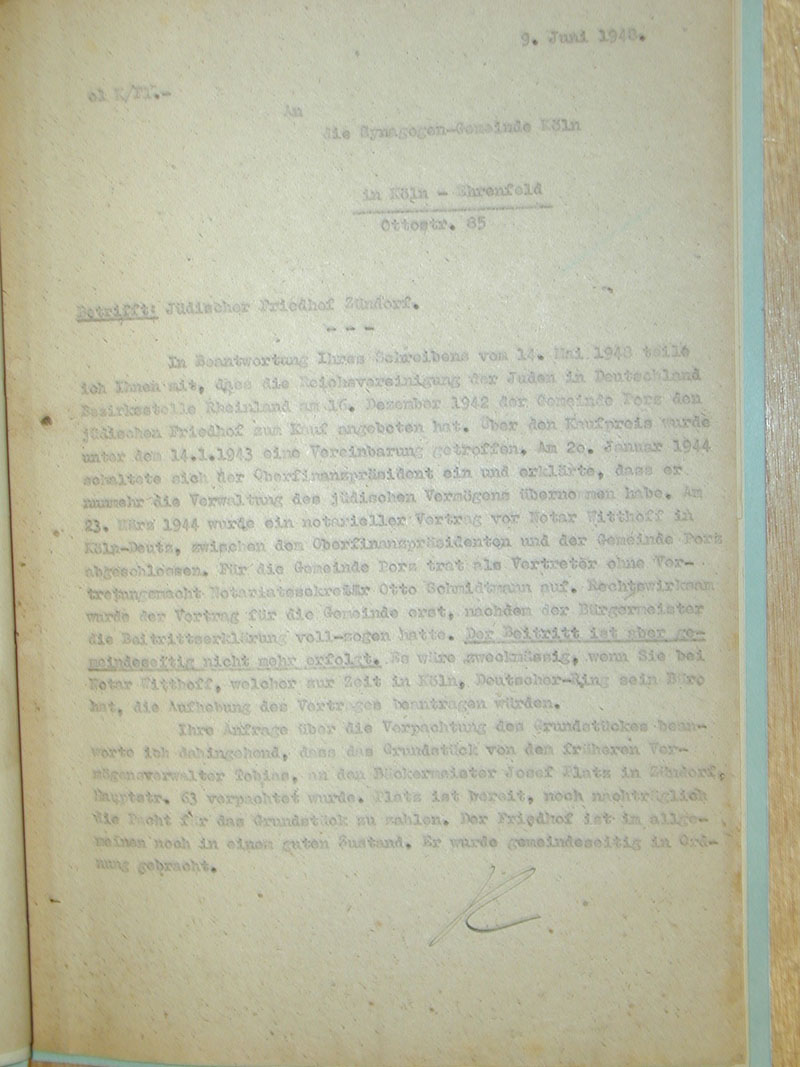 9. Juni 1948.
An
die Synagogen-Gemeinde Köln
in Köln - Ehrenfeld
Ottostr. 85
Betrifft: Jüdischer Friedhof Zündorf.
- - -
In Beantwortung Ihres Schreibens vom 14. Mai 1948 teile
ich Ihnen mit, dass die Reichsvereinigung der Juden in Deutschland
Bezirksstelle Rheinland am 16. Dezember 1942 der Gemeinde Porz den
jüdischen Friedhof zum Kauf angeboten hat. Über den Kaufpreis wurde
unter dem 14.1.1943 eine Vereinbarung getroffen. Am 20. Januar 1944
schaltete sich der Oberfinanzpräsident ein und erklärte, dass er
nunmehr die Verwaltung des jüdischen Vermögens überno men habe. Am
23. März 1944 wurde ein notarieller Vertrag vor Notar Witthoff in
Köln-Deutz, zwischen dem Oberfinanzpräsidenten und der Gemeinde Porz
abgeschlossen. Für die Gemeinde Porz trat als Vertreter ohne Ver-
tretungsmacht Notariatssekretär Otto Schmidtmann auf. Rechtswirksam
wurde der Vertrag für die Gemeinde erst, nachdem der Bürgermeister
die Baitrittserklärung voll-zogen hatte. Der Beitritt ist aber ge-
meindeseitig nicht mehr erfolgt. Es wäre zweckmässig, wenn Sie bei
Notar Witthoff, welcher zur Zeit in Köln, Deutscher-Ring sein Büro
hat, die Aufhebung des Vertrages beantragen würden.
Ihre Anfrage über die Verpachtung des Grundstückes bean-
worte ich dahingehend, dass das Grundstück von dem früheren Ver-
mögensverwalter Tobias, an den Bäckermeister Josef Platz in Zündorf,
Hauptstr. 63 verpachtet wurde. Platz ist bereit, noch nachträglich
die Pacht für das Grundstück zu zahlen. Der Friedhof ist im allge-
meinen noch in einem guten Zustand. Er wurde gemeindeseitig in Ord-
nung gebracht.